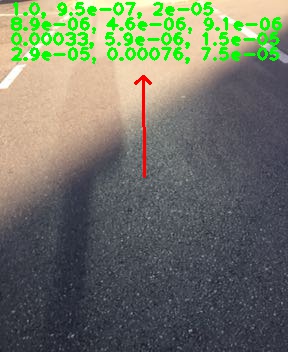 1.0, 9.5e-07, 2e-05
8.9e-06, 4.6e-06, 9.1e-06
0.00033, 5.9e-06, 1.5e-05
2.9e-05, 0.00076, 7.5e-05